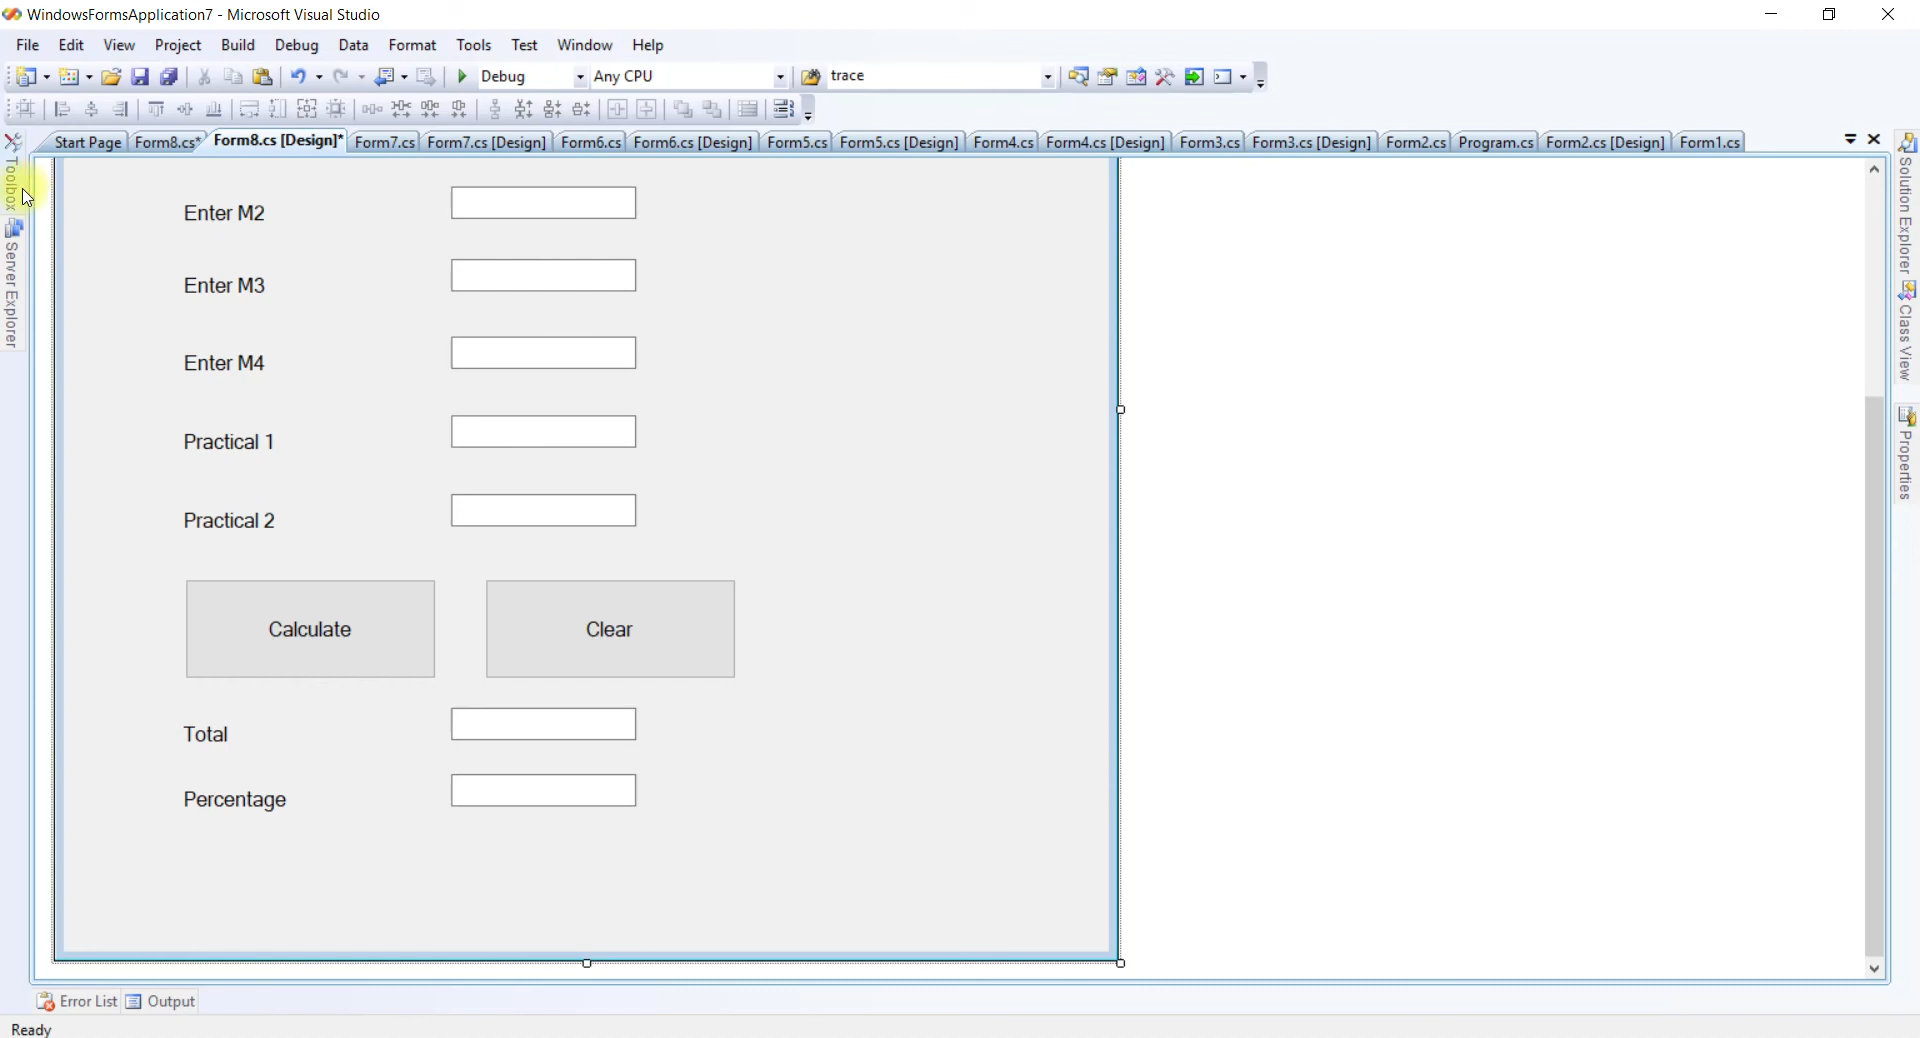 WindowsFormsApplication7 - Microsoft Visual Studio
File Edit View Project Build Debug Data Format Tools Test Window Help
Debug Any CPU trace
Start Page Form8.cs* Form8.cs [Design]* Form7.cs Form7.cs [Design] Form6.cs Form6.cs [Design] Form5.cs Form5.cs [Design] Form4.cs Form4.cs [Design] Form3.cs Form3.cs [Design] Form2.cs Program.cs Form2.cs [Design] Form1.cs
Toolbox
Server Explorer
Enter M2
Enter M3
Enter M4
Practical 1
Practical 2
Calculate Clear
Total
Percentage
Solution Explorer
Class View
Properties
Error List Output
Ready